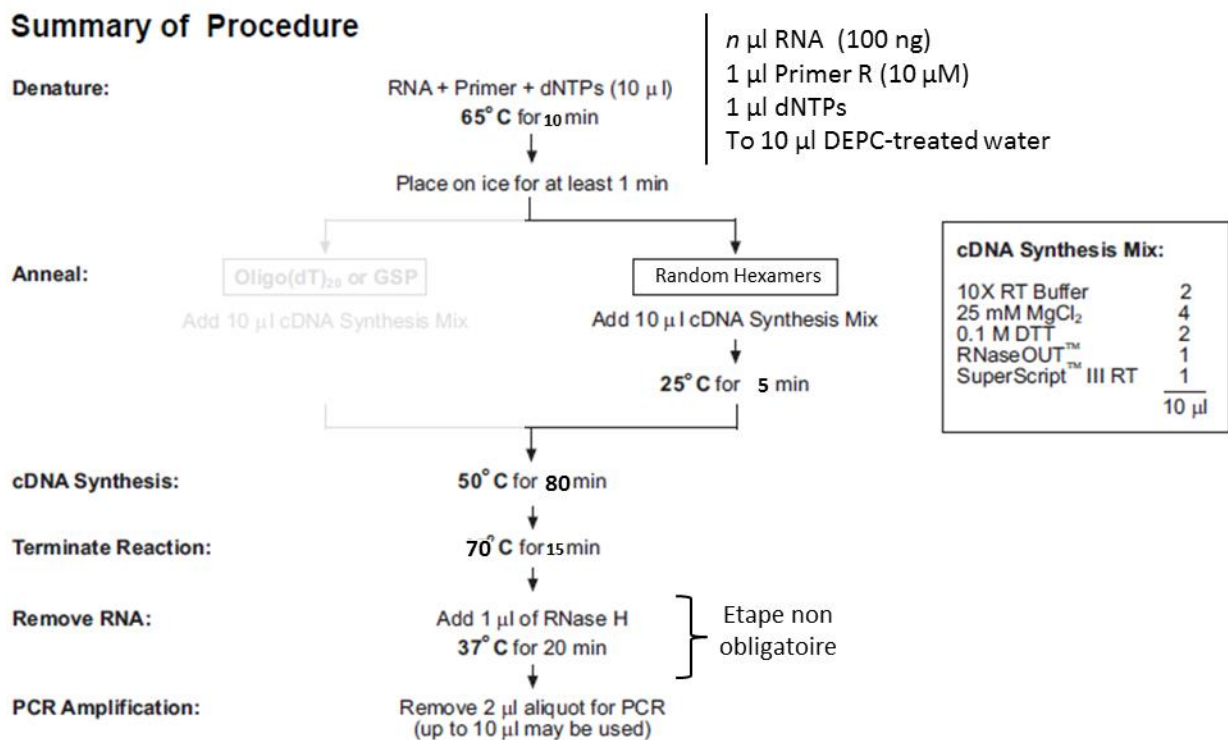 Summary of Procedure
n µl RNA (100 ng)
1 µl Primer R (10 µM)
1 µl dNTPs
To 10 µl DEPC-treated water
Denature:
RNA + Primer + dNTPs (10 µl)
65°C for 10 min
Place on ice for at least 1 min
Anneal:
Oligo(dT)₂₀ or GSP
Add 10 µl cDNA Synthesis Mix
Random Hexamers
Add 10 µl cDNA Synthesis Mix
25°C for 5 min
cDNA Synthesis Mix:
10X RT Buffer 2
25 mM MgCl₂ 4
0.1 M DTT 2
RNaseOUT™ 1
SuperScript™ III RT 1
10 µl
cDNA Synthesis:
50°C for 80 min
Terminate Reaction:
70°C for 15 min
Remove RNA:
Add 1 µl of RNase H
37°C for 20 min
Etape non
obligatoire
PCR Amplification:
Remove 2 µl aliquot for PCR
(up to 10 µl may be used)